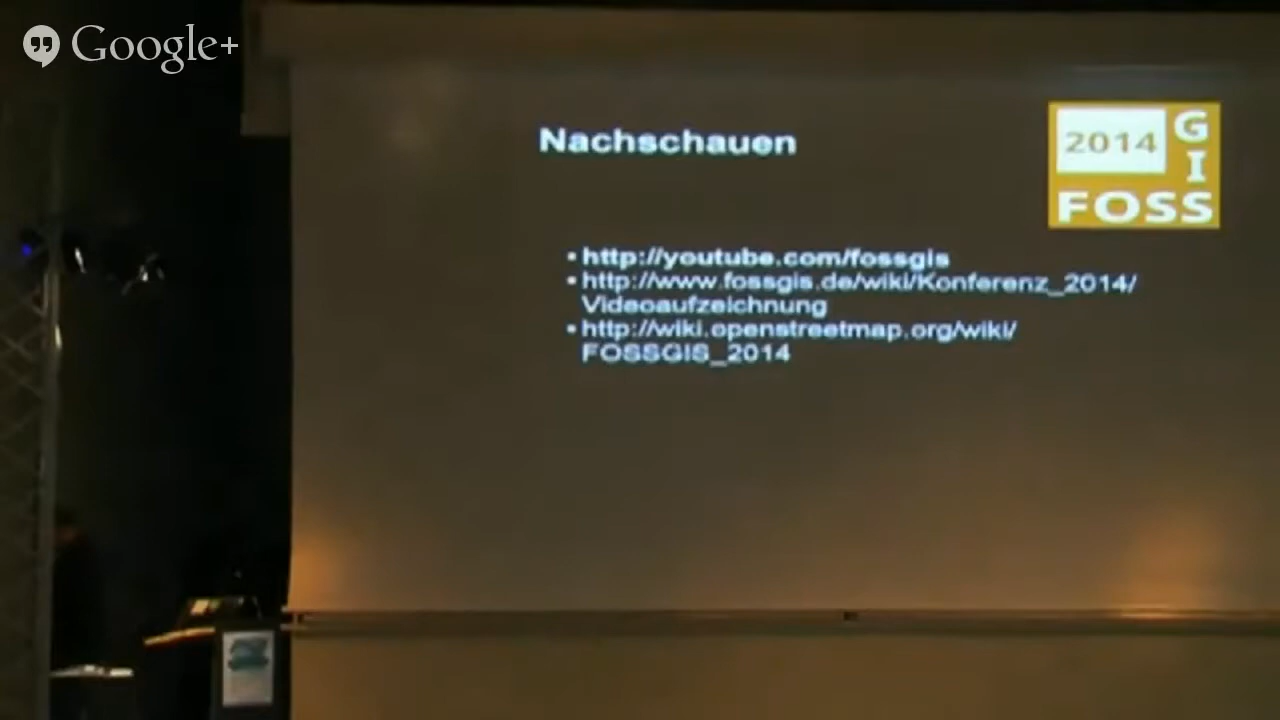 Google+
Nachschauen
2014
G
I
FOSS
• http://youtube.com/fossgis
• http://www.fossgis.de/wiki/Konferenz_2014/
Videoaufzeichnung
• http://wiki.openstreetmap.org/wiki/
FOSSGIS_2014